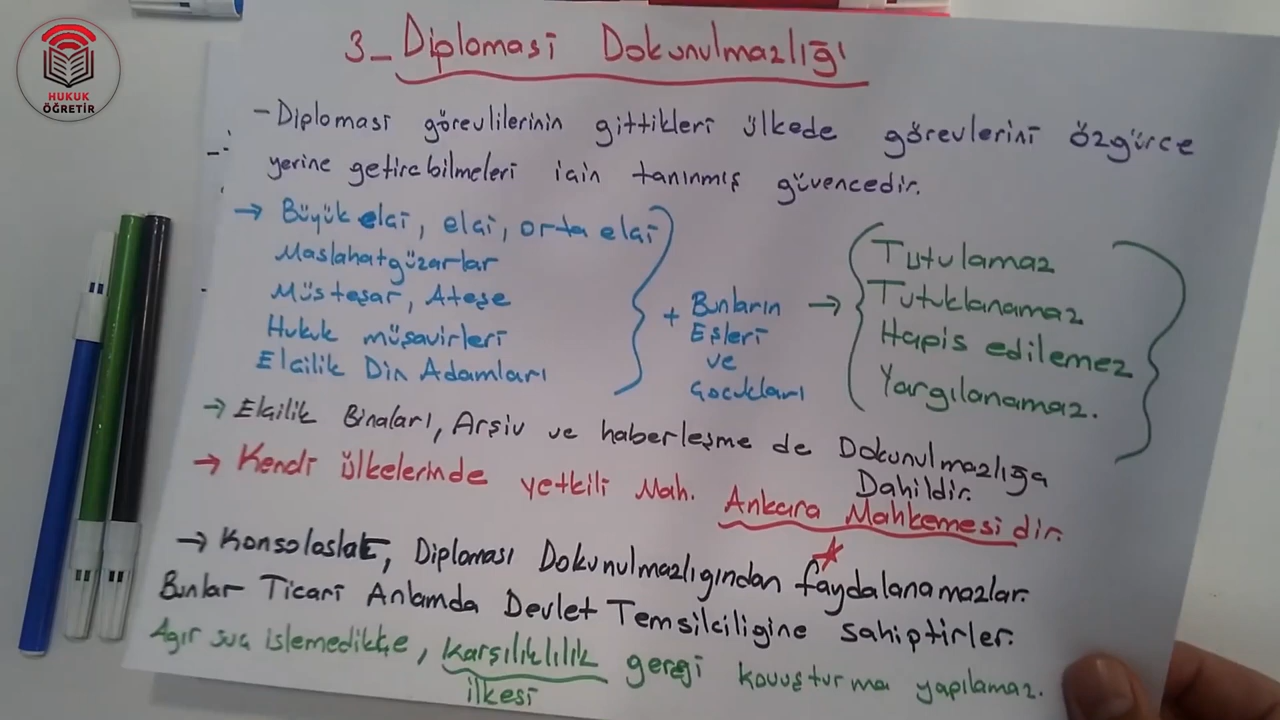 HUKUK
ÖĞRETİR
3_ Diplomasi Dokunulmazlığı
- Diplomasi görevlilerinin gittikleri ülkede görevlerini özgürce
yerine getirebilmeleri için tanınmış güvencedir.
→ Büyük elçi, elçi, orta elçi
Maslahatgüzarlar
Müsteşar, Ateşe
Hukuk müşavirleri
Elçilik Din Adamları
+ Bunların
Eşleri
ve
Çocukları
→ Tutulamaz
Tutuklanamaz
Hapis edilemez
Yargılanamaz.
→ Elçilik Binaları, Arşiv ve haberleşme de Dokunulmazlığa
Dahildir.
→ Kendi ülkelerinde yetkili Mah. Ankara Mahkemesidir.
→ Konsoloslar, Diplomasi Dokunulmazlığından faydalanamazlar.
Bunlar Ticari Anlamda Devlet Temsilciligine sahiptirler.
Ağır suç işlemedikçe, karşılıklılık gereği kovuşturma yapılamaz.
ilkesi